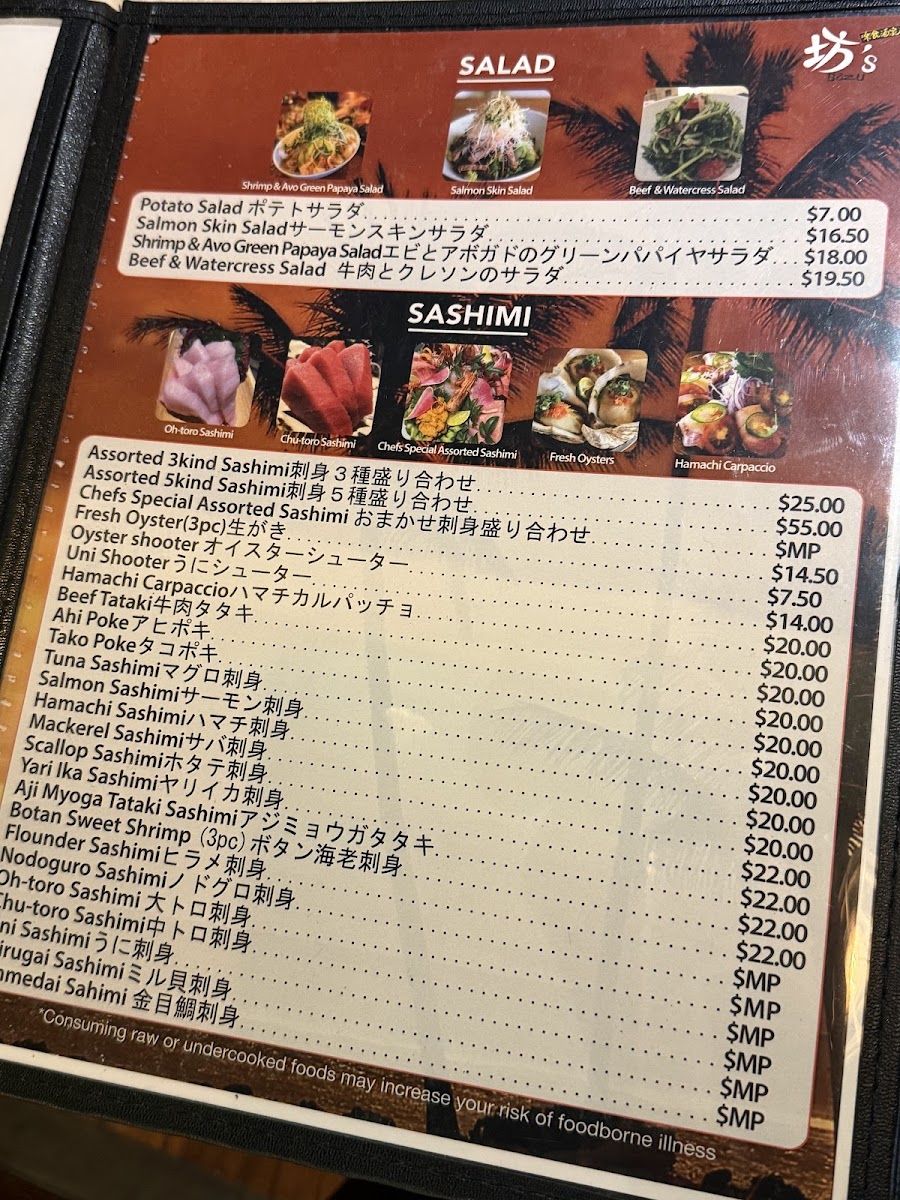 坊's
味食酒家
SALAD
Shrimp & Avo Green Papaya Salad
Salmon Skin Salad
Beef & Watercress Salad
Potato Salad ポテトサラダ $7.00
Salmon Skin Saladサーモンスキンサラダ $16.50
Shrimp & Avo Green Papaya Saladエビとアボガドのグリーンパパイヤサラダ $18.00
Beef & Watercress Salad 牛肉とクレソンのサラダ $19.50
SASHIMI
Oh-toro Sashimi
Chu-toro Sashimi
Chefs Special Assorted Sashimi
Fresh Oysters
Hamachi Carpaccio
Assorted 3kind Sashimi刺身３種盛り合わせ $25.00
Assorted 5kind Sashimi刺身５種盛り合わせ $55.00
Chefs Special Assorted Sashimi おまかせ刺身盛り合わせ $MP
Fresh Oyster(3pc)生がき $14.50
Oyster shooter オイスターシューター $7.50
Uni Shooterうにシューター $14.00
Hamachi Carpaccioハマチカルパッチョ $20.00
Beef Tataki牛肉タタキ $20.00
Ahi Pokeアヒポキ $20.00
Tako Pokeタコポキ $20.00
Tuna Sashimiマグロ刺身 $20.00
Salmon Sashimiサーモン刺身 $20.00
Hamachi Sashimiハマチ刺身 $20.00
Mackerel Sashimiサバ刺身 $20.00
Scallop Sashimiホタテ刺身 $20.00
Yari Ika Sashimiヤリイカ刺身 $22.00
Aji Myoga Tataki Sashimiアジミョウガタタキ $22.00
Botan Sweet Shrimp (3pc)ボタン海老刺身 $22.00
Flounder Sashimiヒラメ刺身 $22.00
Nodoguro Sashimiノドグロ刺身 $MP
Oh-toro Sashimi 大トロ刺身 $MP
Chu-toro Sashimi中トロ刺身 $MP
ni Sashimiうに刺身 $MP
irugai Sashimiミル貝刺身 $MP
nmedai Sahimi 金目鯛刺身 $MP
*Consuming raw or undercooked foods may increase your risk of foodborne illness